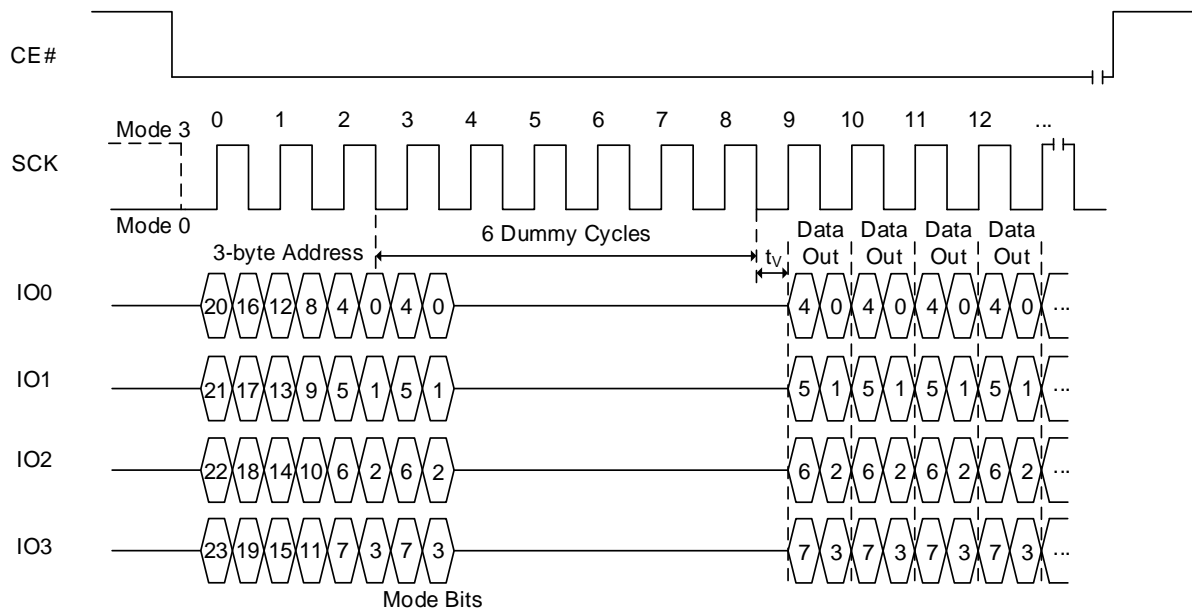 CE#
Mode 3 0 1 2 3 4 5 6 7 8 9 10 11 12 ...
SCK
Mode 0
3-byte Address 6 Dummy Cycles tV Data Out Data Out Data Out Data Out
IO0 20 16 12 8 4 0 4 0 4 0 4 0 4 0 4 0 ...
IO1 21 17 13 9 5 1 5 1 5 1 5 1 5 1 5 1 ...
IO2 22 18 14 10 6 2 6 2 6 2 6 2 6 2 6 2 ...
IO3 23 19 15 11 7 3 7 3 7 3 7 3 7 3 7 3 ...
Mode Bits